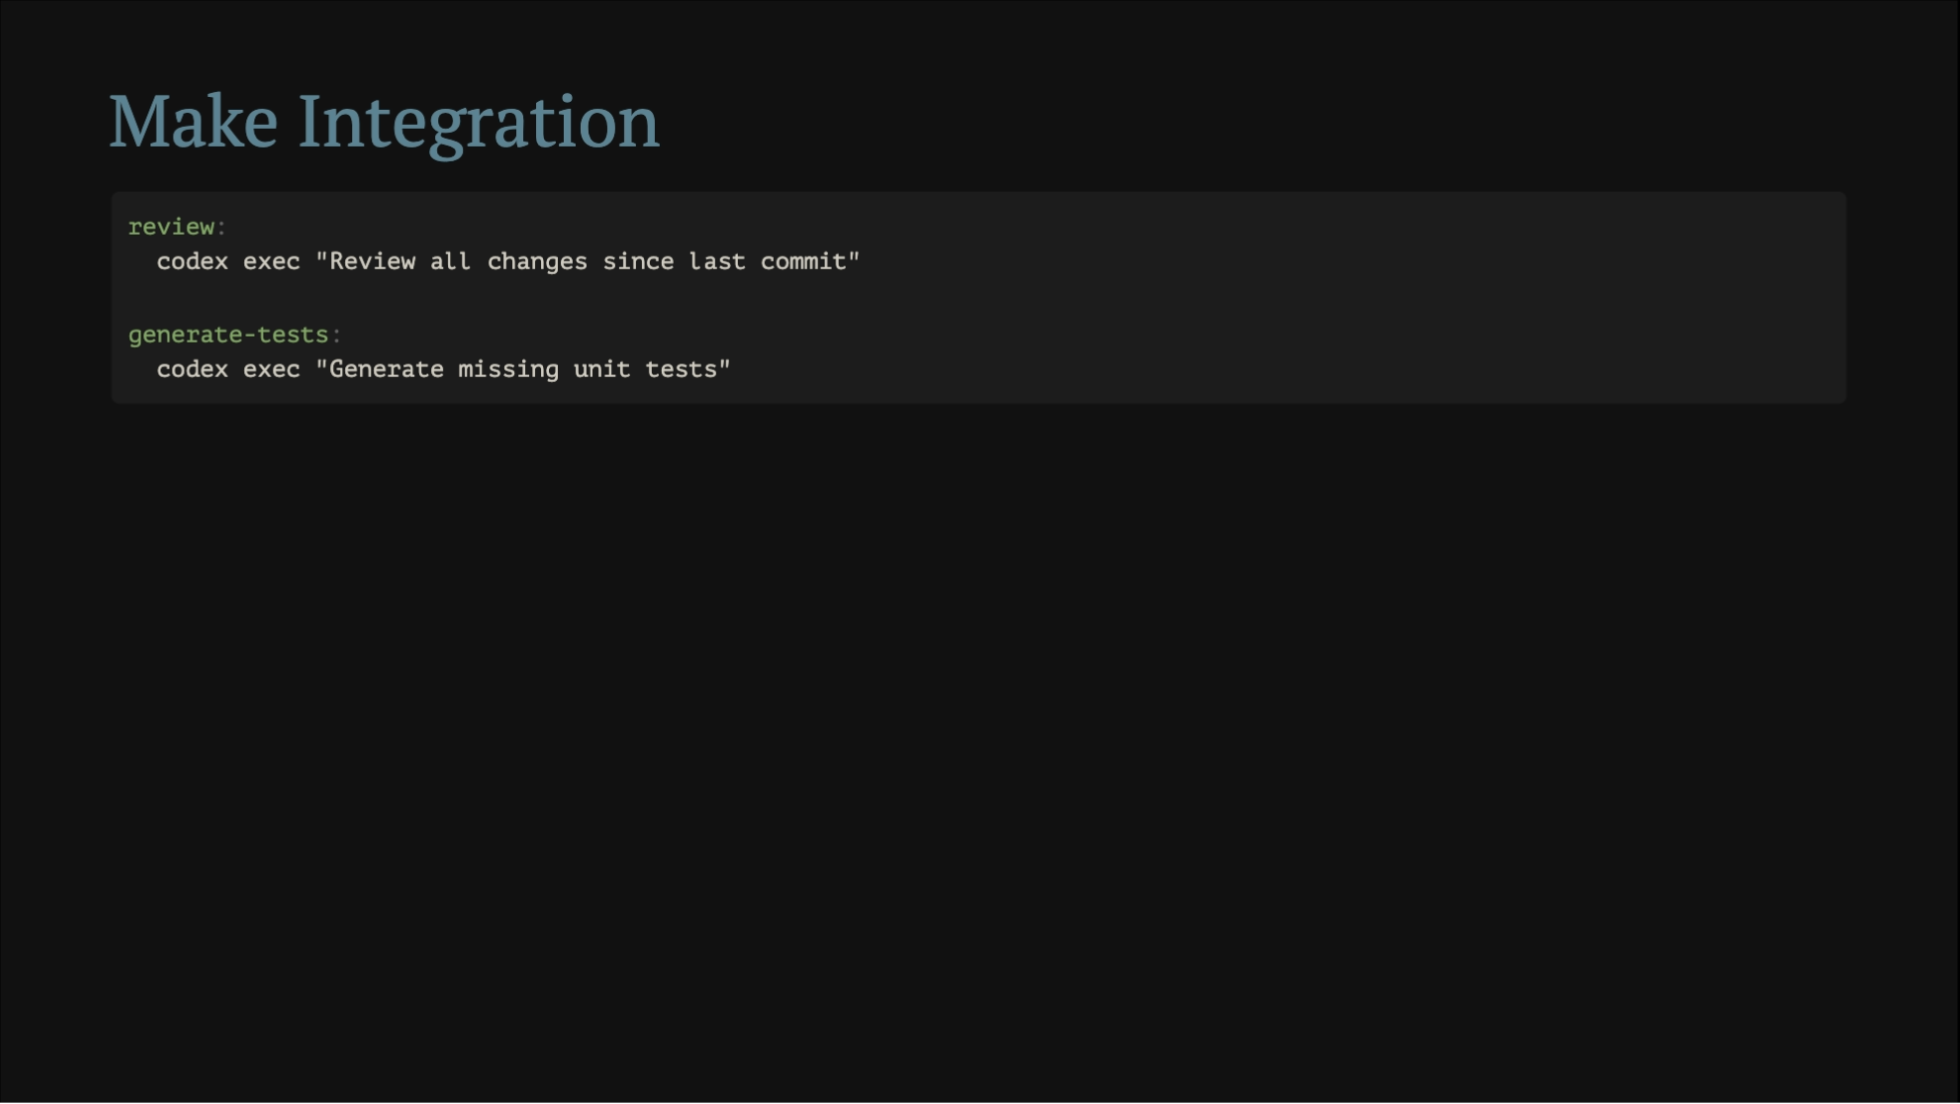 Make Integration
review:
  codex exec "Review all changes since last commit"
generate-tests:
  codex exec "Generate missing unit tests"